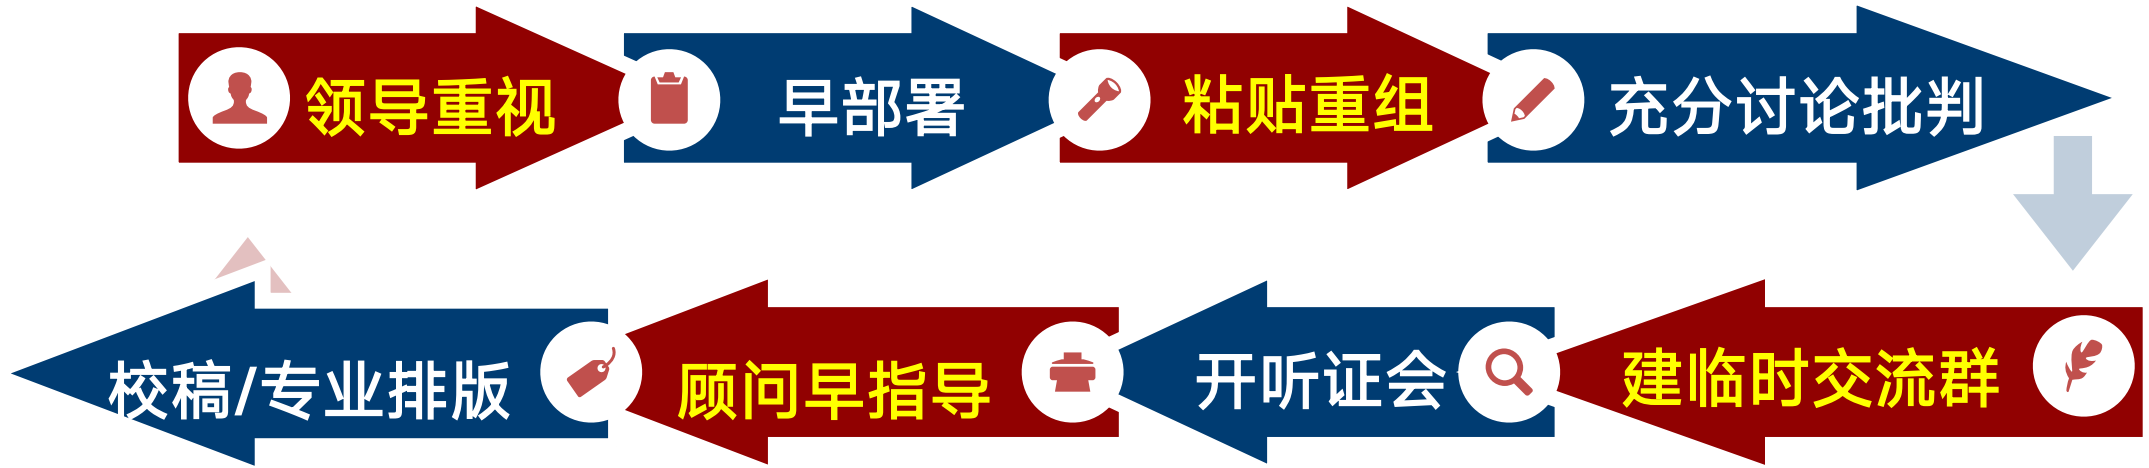 领导重视
早部署
粘贴重组
充分讨论批判
建临时交流群
开听证会
顾问早指导
校稿/专业排版